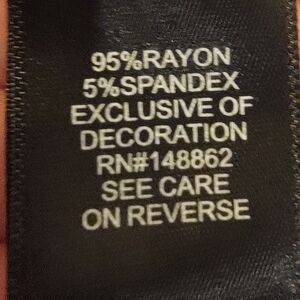 95%RAYON
5%SPANDEX
EXCLUSIVE OF
DECORATION
RN#148862
SEE CARE
ON REVERSE